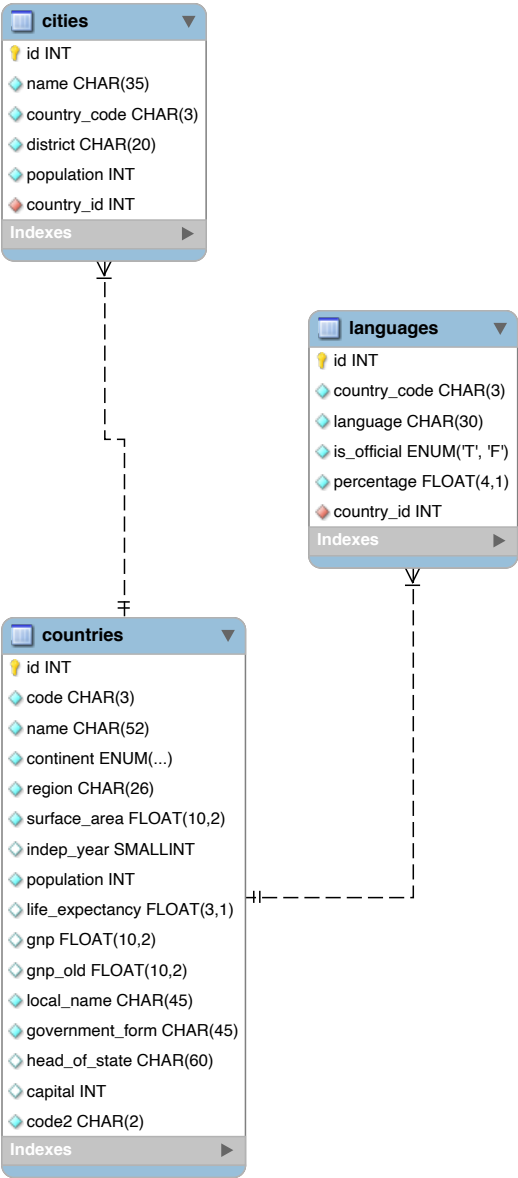 cities
id INT
name CHAR(35)
country_code CHAR(3)
district CHAR(20)
population INT
country_id INT
Indexes
languages
id INT
country_code CHAR(3)
language CHAR(30)
is_official ENUM('T', 'F')
percentage FLOAT(4,1)
country_id INT
Indexes
countries
id INT
code CHAR(3)
name CHAR(52)
continent ENUM(...)
region CHAR(26)
surface_area FLOAT(10,2)
indep_year SMALLINT
population INT
life_expectancy FLOAT(3,1)
gnp FLOAT(10,2)
gnp_old FLOAT(10,2)
local_name CHAR(45)
government_form CHAR(45)
head_of_state CHAR(60)
capital INT
code2 CHAR(2)
Indexes